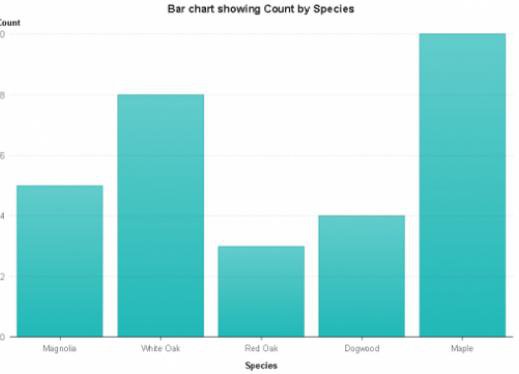 Bar chart showing Count by Species
Count
0
8
6
4
2
0
Magnolia White Oak Red Oak Dogwood Maple
Species